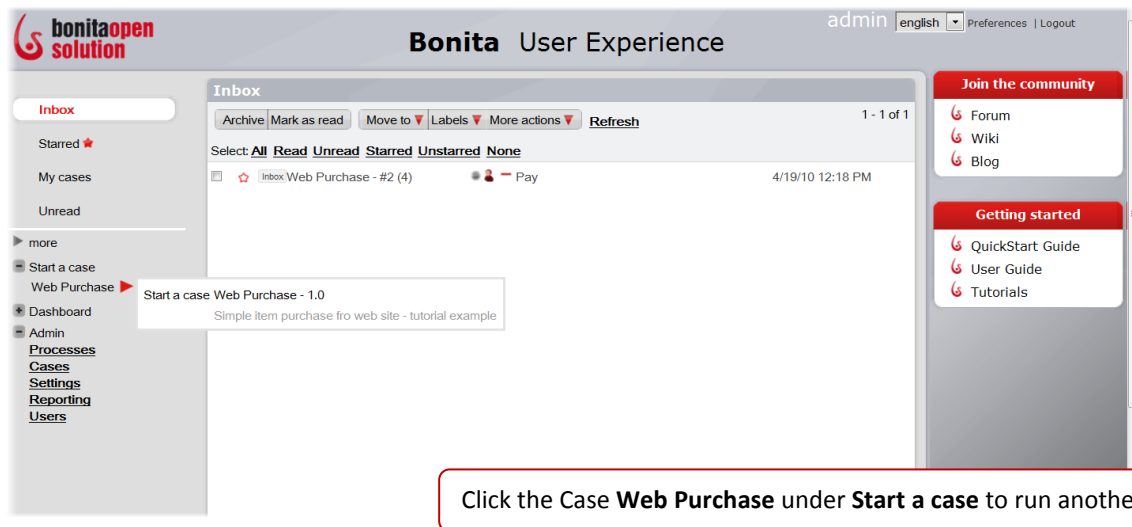 bonitaopen
solution
Bonita User Experience
admin english Preferences | Logout
Inbox
Starred
My cases
Unread
more
Start a case
Web Purchase
Dashboard
Admin
Processes
Cases
Settings
Reporting
Users
Inbox
Archive Mark as read Move to Labels More actions Refresh 1 - 1 of 1
Select: All Read Unread Starred Unstarred None
Inbox Web Purchase - #2 (4) Pay 4/19/10 12:18 PM
Start a case Web Purchase - 1.0
Simple item purchase fro web site - tutorial example
Join the community
Forum
Wiki
Blog
Getting started
QuickStart Guide
User Guide
Tutorials
Click the Case Web Purchase under Start a case to run anothe